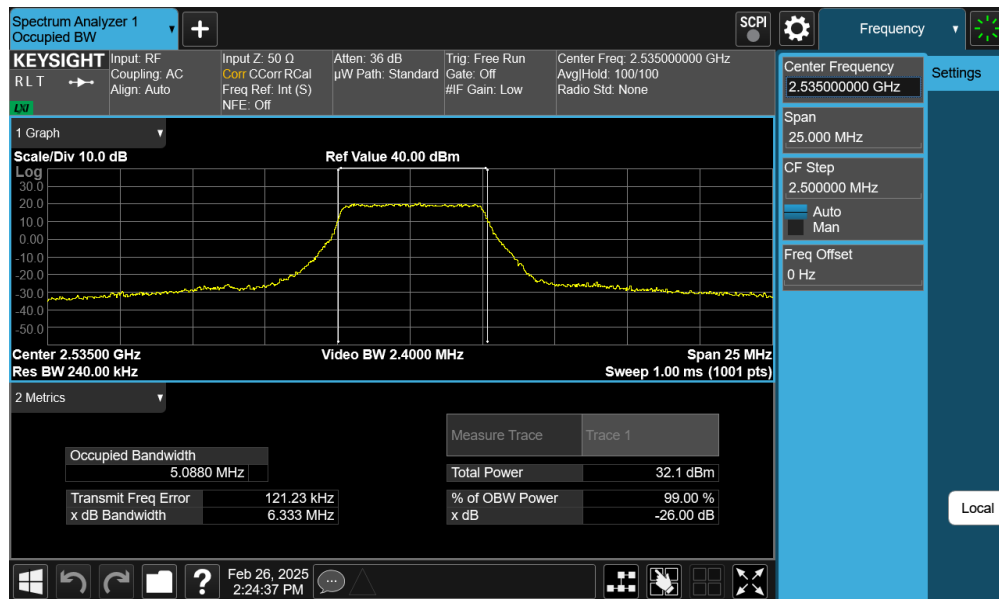 Spectrum Analyzer 1
Occupied BW
+
SCPI
Frequency
KEYSIGHT
R L T
LXI
Input: RF
Coupling: AC
Align: Auto
Input Z: 50 Ω
Corr CCorr RCal
Freq Ref: Int (S)
NFE: Off
Atten: 36 dB
µW Path: Standard
Trig: Free Run
Gate: Off
#IF Gain: Low
Center Freq: 2.535000000 GHz
Avg|Hold: 100/100
Radio Std: None
Center Frequency
2.535000000 GHz
Settings
Span
25.000 MHz
CF Step
2.500000 MHz
Auto
Man
Freq Offset
0 Hz
Local
1 Graph
Scale/Div 10.0 dB
Ref Value 40.00 dBm
Log
30.0
20.0
10.0
0.00
-10.0
-20.0
-30.0
-40.0
-50.0
Center 2.53500 GHz
Video BW 2.4000 MHz
Span 25 MHz
Res BW 240.00 kHz
Sweep 1.00 ms (1001 pts)
2 Metrics
Measure Trace
Trace 1
Occupied Bandwidth
5.0880 MHz
Total Power
32.1 dBm
Transmit Freq Error
121.23 kHz
% of OBW Power
99.00 %
x dB Bandwidth
6.333 MHz
x dB
-26.00 dB
?
Feb 26, 2025
2:24:37 PM